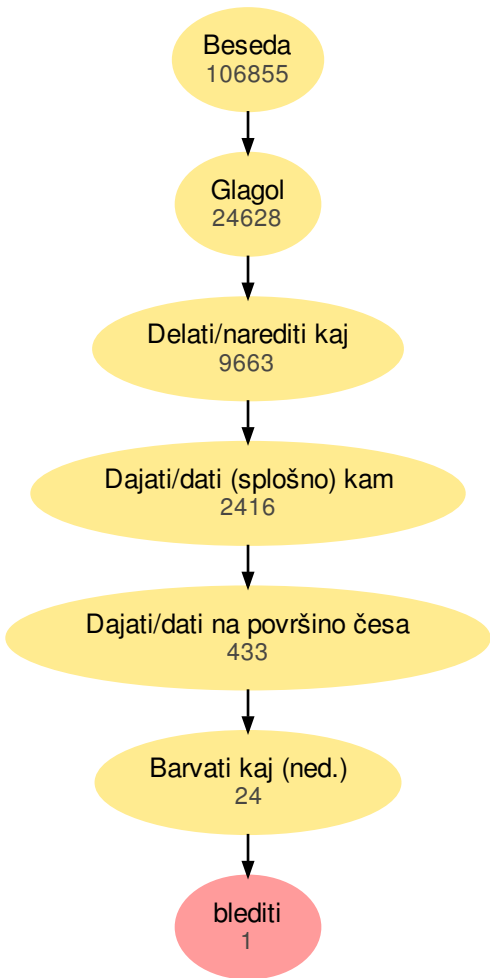 Beseda
106855
Glagol
24628
Delati/narediti kaj
9663
Dajati/dati (splošno) kam
2416
Dajati/dati na površino česa
433
Barvati kaj (ned.)
24
blediti
1